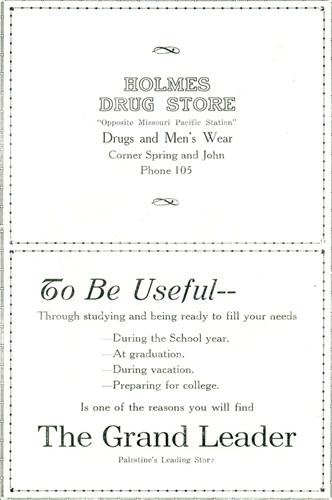 HOLMES
DRUG STORE
"Opposite Missouri Pacific Station"
Drugs and Men's Wear
Corner Spring and John
Phone 105
To Be Useful--
Through studying and being ready to fill your needs
—During the School year.
—At graduation.
—During vacation.
—Preparing for college.
Is one of the reasons you will find
The Grand Leader
Palestine's Leading Store